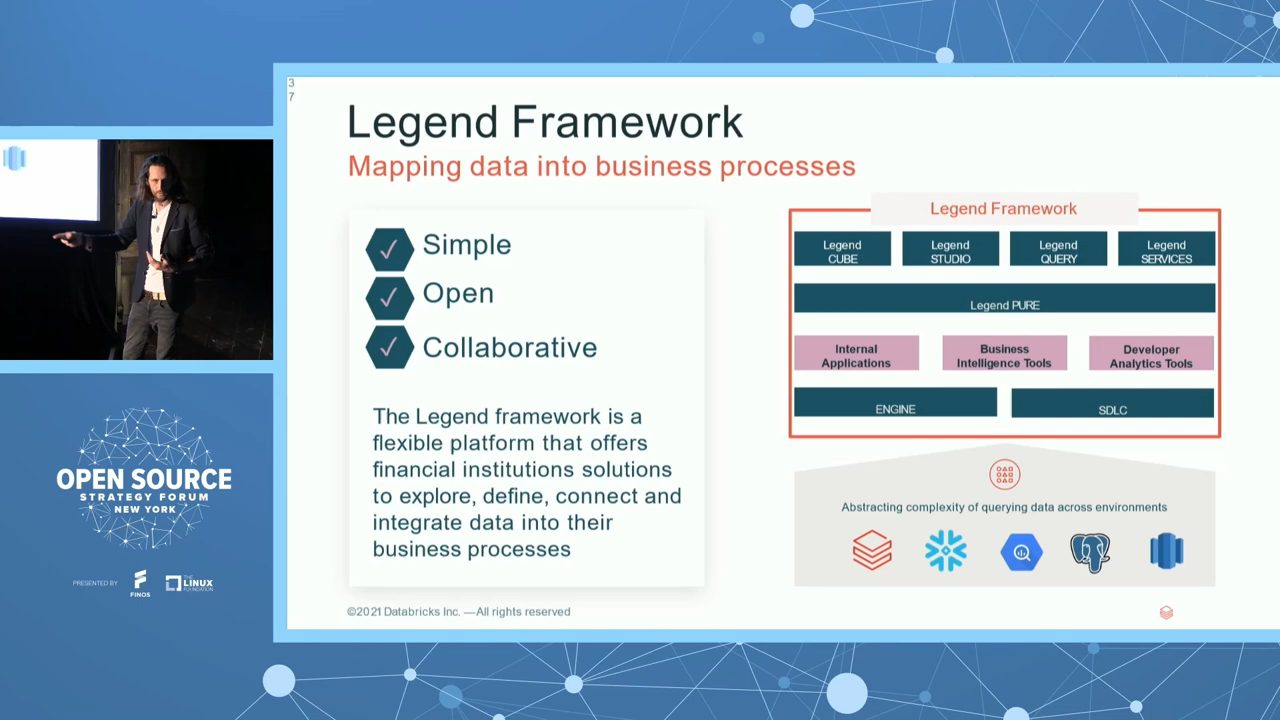 3
7
Legend Framework
Mapping data into business processes
Simple
Open
Collaborative
The Legend framework is a
flexible platform that offers
financial institutions solutions
to explore, define, connect and
integrate data into their
business processes
Legend Framework
Legend
CUBE
Legend
STUDIO
Legend
QUERY
Legend
SERVICES
Legend PURE
Internal
Applications
Business
Intelligence Tools
Developer
Analytics Tools
ENGINE
SDLC
Abstracting complexity of querying data across environments
©2021 Databricks Inc. —All rights reserved
OPEN SOURCE
STRATEGY FORUM
NEW YORK
PRESENTED BY
FINOS
THE
LINUX
FOUNDATION